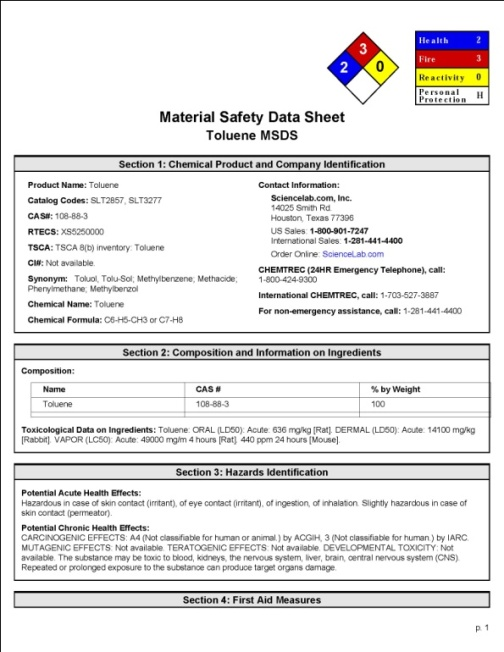 3
2
0
Health 2
Fire 3
Reactivity 0
Personal
Protection H
Material Safety Data Sheet
Toluene MSDS
Section 1: Chemical Product and Company Identification
Product Name: Toluene
Catalog Codes: SLT2857, SLT3277
CAS#: 108-88-3
RTECS: XS5250000
TSCA: TSCA 8(b) inventory: Toluene
CI#: Not available.
Synonym: Toluol, Tolu-Sol; Methylbenzene; Methacide;
Phenylmethane; Methylbenzol
Chemical Name: Toluene
Chemical Formula: C6-H5-CH3 or C7-H8
Contact Information:
Sciencelab.com, Inc.
14025 Smith Rd.
Houston, Texas 77396
US Sales: 1-800-901-7247
International Sales: 1-281-441-4400
Order Online: ScienceLab.com
CHEMTREC (24HR Emergency Telephone), call:
1-800-424-9300
International CHEMTREC, call: 1-703-527-3887
For non-emergency assistance, call: 1-281-441-4400
Section 2: Composition and Information on Ingredients
Composition:
Name CAS # % by Weight
Toluene 108-88-3 100
Toxicological Data on Ingredients: Toluene: ORAL (LD50): Acute: 636 mg/kg [Rat]. DERMAL (LD50): Acute: 14100 mg/kg
[Rabbit]. VAPOR (LC50): Acute: 49000 mg/m 4 hours [Rat]. 440 ppm 24 hours [Mouse].
Section 3: Hazards Identification
Potential Acute Health Effects:
Hazardous in case of skin contact (irritant), of eye contact (irritant), of ingestion, of inhalation. Slightly hazardous in case of
skin contact (permeator).
Potential Chronic Health Effects:
CARCINOGENIC EFFECTS: A4 (Not classifiable for human or animal.) by ACGIH, 3 (Not classifiable for human.) by IARC.
MUTAGENIC EFFECTS: Not available. TERATOGENIC EFFECTS: Not available. DEVELOPMENTAL TOXICITY: Not
available. The substance may be toxic to blood, kidneys, the nervous system, liver, brain, central nervous system (CNS).
Repeated or prolonged exposure to the substance can produce target organs damage.
Section 4: First Aid Measures
p. 1